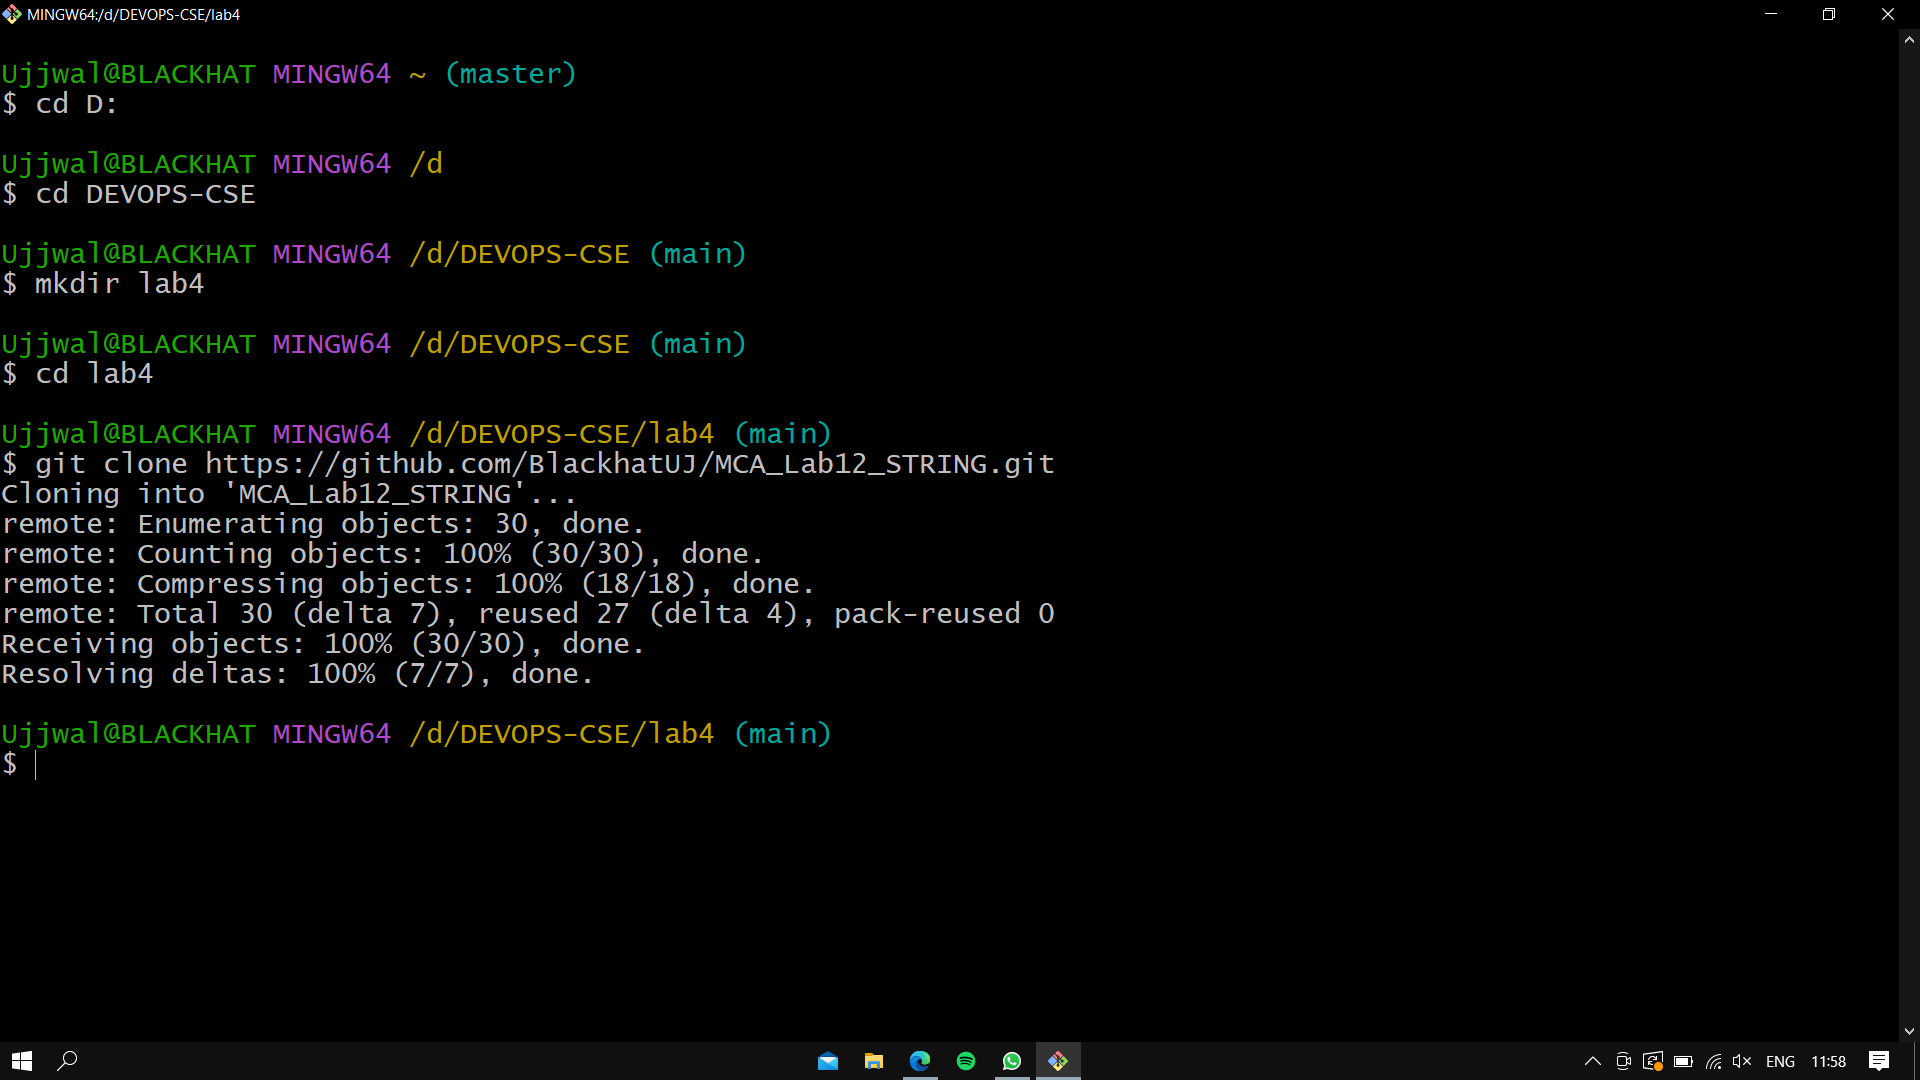 MINGW64:/d/DEVOPS-CSE/lab4
Ujjwal@BLACKHAT MINGW64 ~ (master)
$ cd D:
Ujjwal@BLACKHAT MINGW64 /d
$ cd DEVOPS-CSE
Ujjwal@BLACKHAT MINGW64 /d/DEVOPS-CSE (main)
$ mkdir lab4
Ujjwal@BLACKHAT MINGW64 /d/DEVOPS-CSE (main)
$ cd lab4
Ujjwal@BLACKHAT MINGW64 /d/DEVOPS-CSE/lab4 (main)
$ git clone https://github.com/BlackhatUJ/MCA_Lab12_STRING.git
Cloning into 'MCA_Lab12_STRING'...
remote: Enumerating objects: 30, done.
remote: Counting objects: 100% (30/30), done.
remote: Compressing objects: 100% (18/18), done.
remote: Total 30 (delta 7), reused 27 (delta 4), pack-reused 0
Receiving objects: 100% (30/30), done.
Resolving deltas: 100% (7/7), done.
Ujjwal@BLACKHAT MINGW64 /d/DEVOPS-CSE/lab4 (main)
$
ENG 11:58